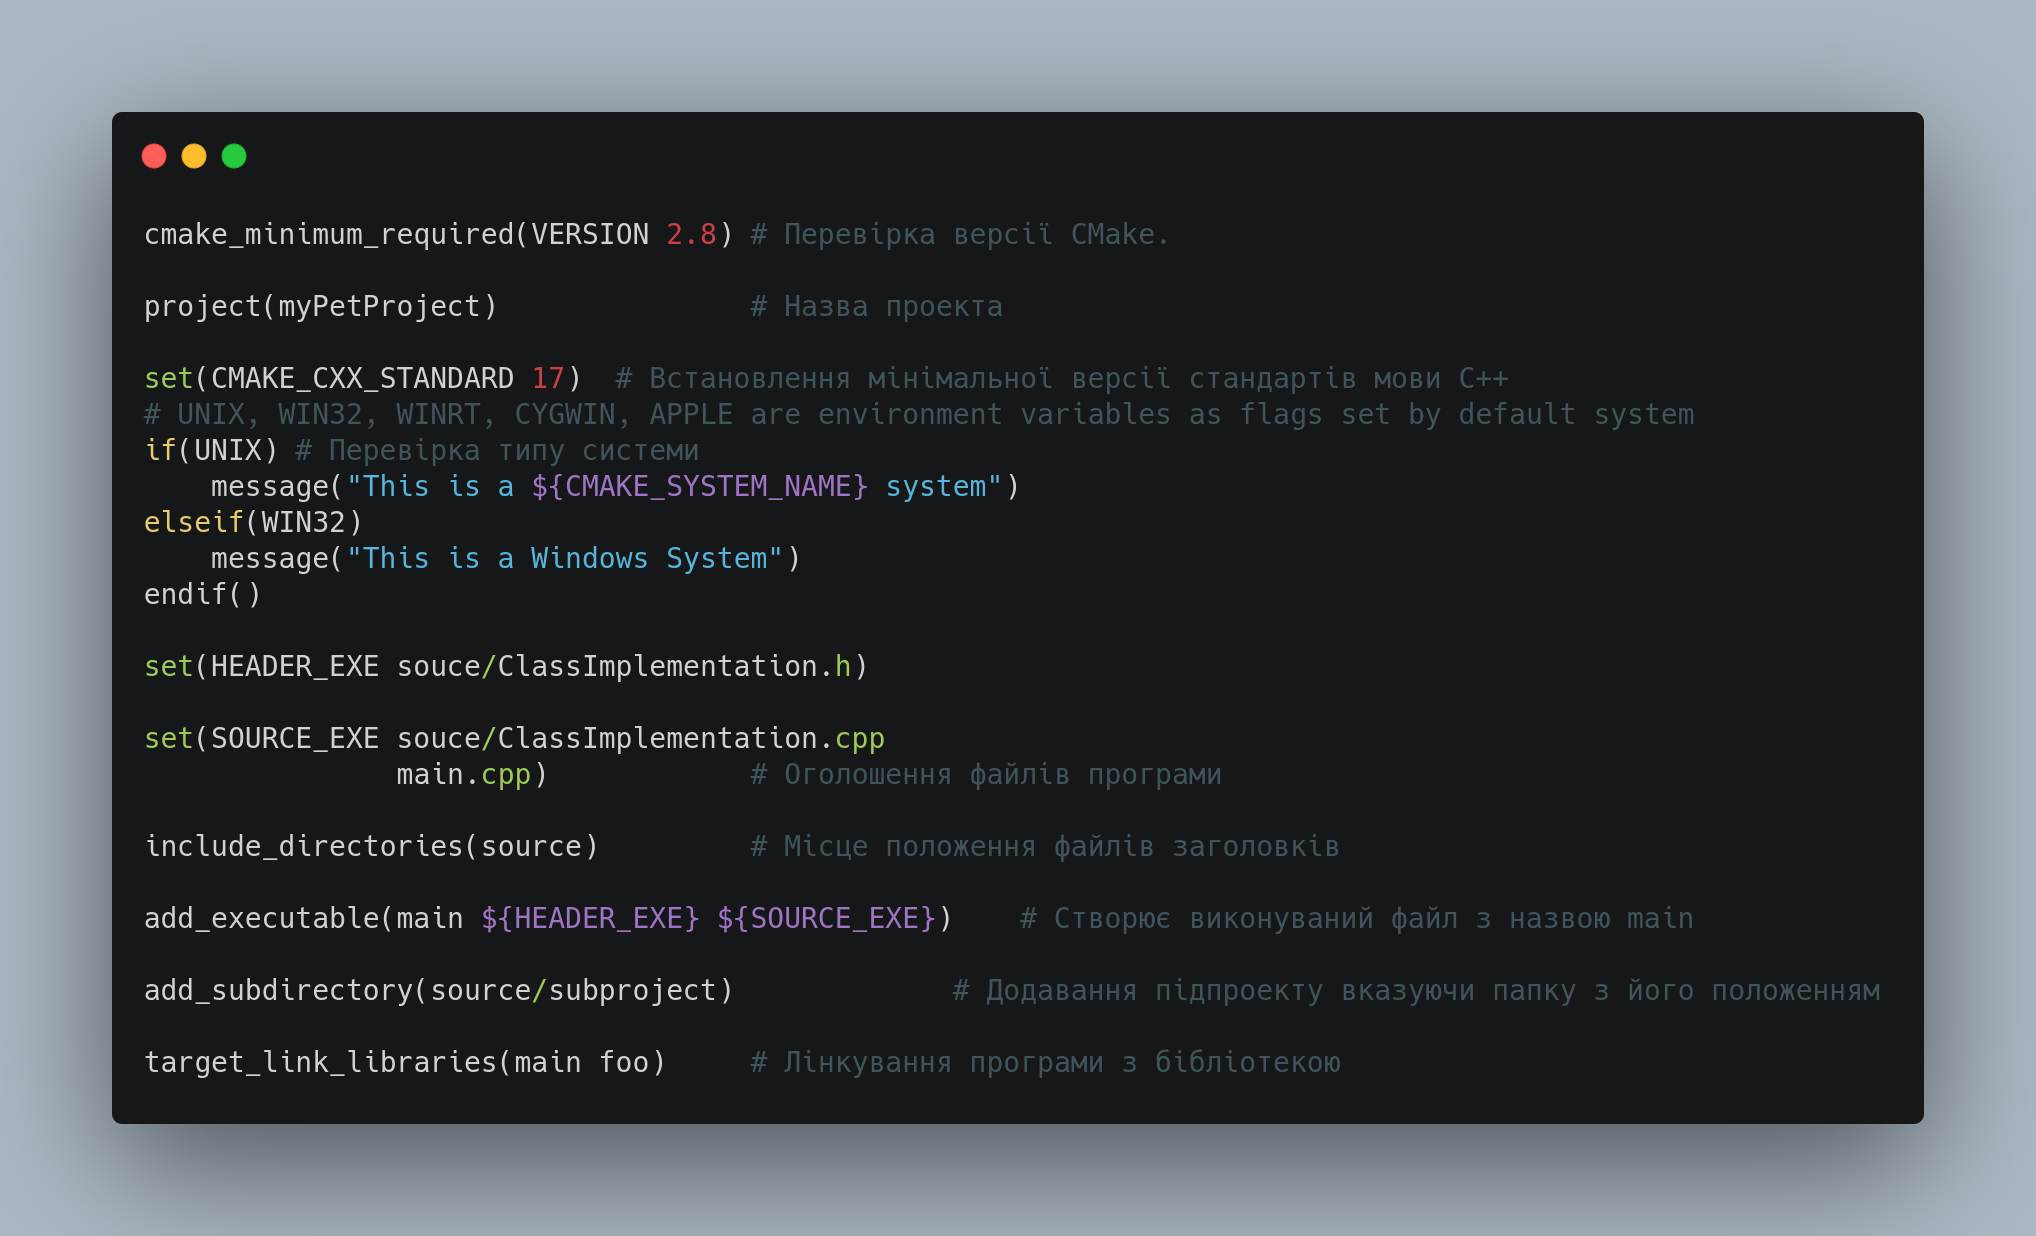 cmake_minimum_required(VERSION 2.8) # Перевірка версії CMake.
project(myPetProject)               # Назва проекта
set(CMAKE_CXX_STANDARD 17)  # Встановлення мінімальної версії стандартів мови C++
# UNIX, WIN32, WINRT, CYGWIN, APPLE are environment variables as flags set by default system
if(UNIX) # Перевірка типу системи
    message("This is a ${CMAKE_SYSTEM_NAME} system")
elseif(WIN32)
    message("This is a Windows System")
endif()
set(HEADER_EXE souce/ClassImplementation.h)
set(SOURCE_EXE souce/ClassImplementation.cpp
               main.cpp)            # Оголошення файлів програми
include_directories(source)         # Місце положення файлів заголовків
add_executable(main ${HEADER_EXE} ${SOURCE_EXE})    # Створює виконуваний файл з назвою main
add_subdirectory(source/subproject)             # Додавання підпроекту вказуючи папку з його положенням
target_link_libraries(main foo)     # Лінкування програми з бібліотекою